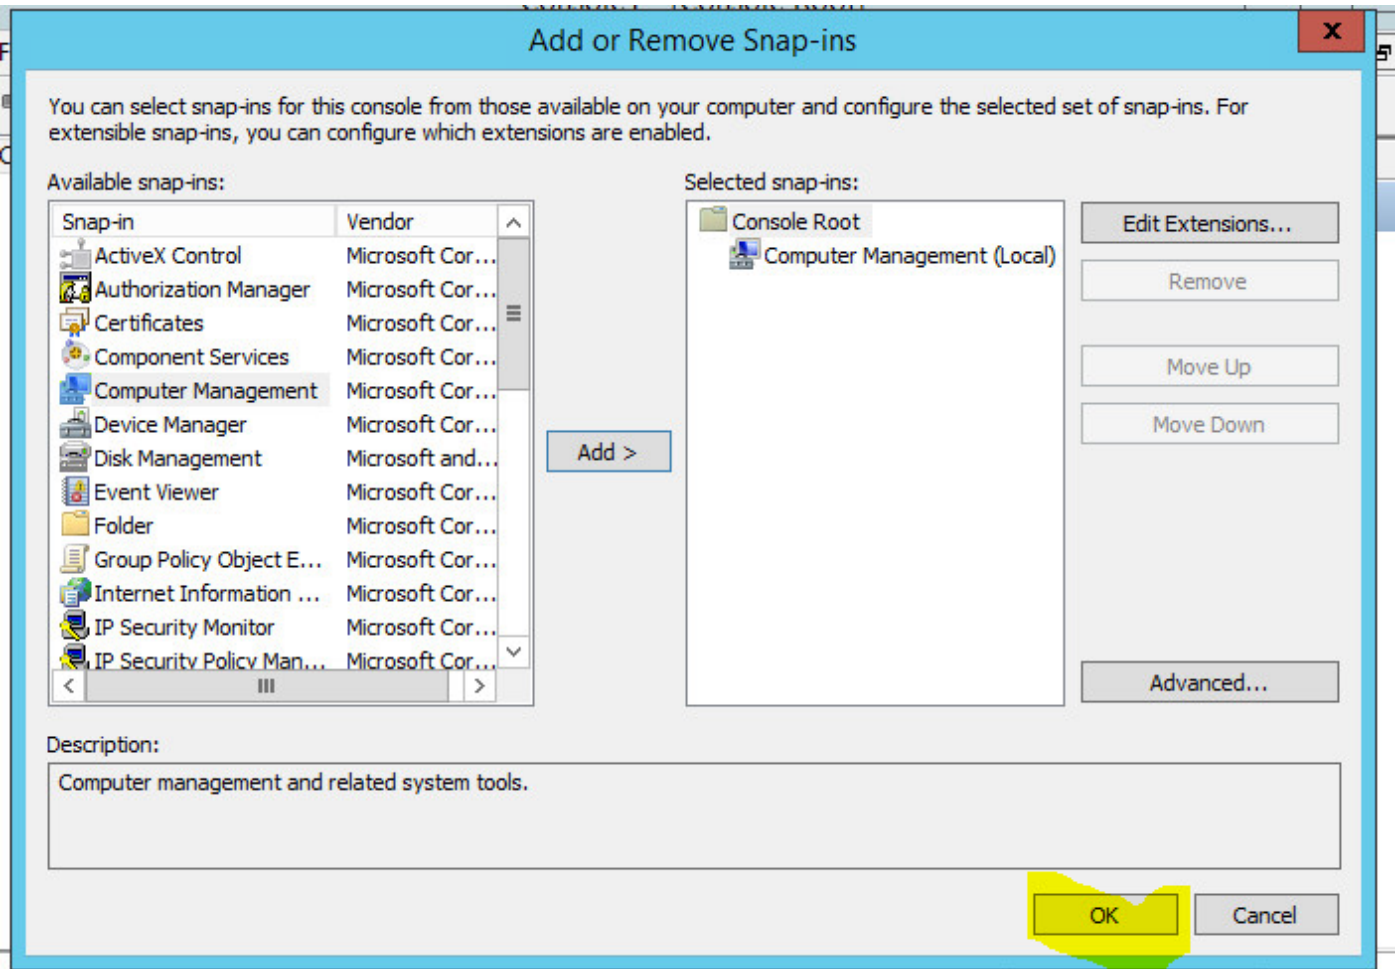 Add or Remove Snap-ins
X
You can select snap-ins for this console from those available on your computer and configure the selected set of snap-ins. For
extensible snap-ins, you can configure which extensions are enabled.
Available snap-ins:
Snap-in Vendor
ActiveX Control Microsoft Cor...
Authorization Manager Microsoft Cor...
Certificates Microsoft Cor...
Component Services Microsoft Cor...
Computer Management Microsoft Cor...
Device Manager Microsoft Cor...
Disk Management Microsoft and...
Event Viewer Microsoft Cor...
Folder Microsoft Cor...
Group Policy Object E... Microsoft Cor...
Internet Information ... Microsoft Cor...
IP Security Monitor Microsoft Cor...
IP Security Policy Man... Microsoft Cor...
Add >
Selected snap-ins:
Console Root
Computer Management (Local)
Edit Extensions...
Remove
Move Up
Move Down
Advanced...
Description:
Computer management and related system tools.
OK
Cancel